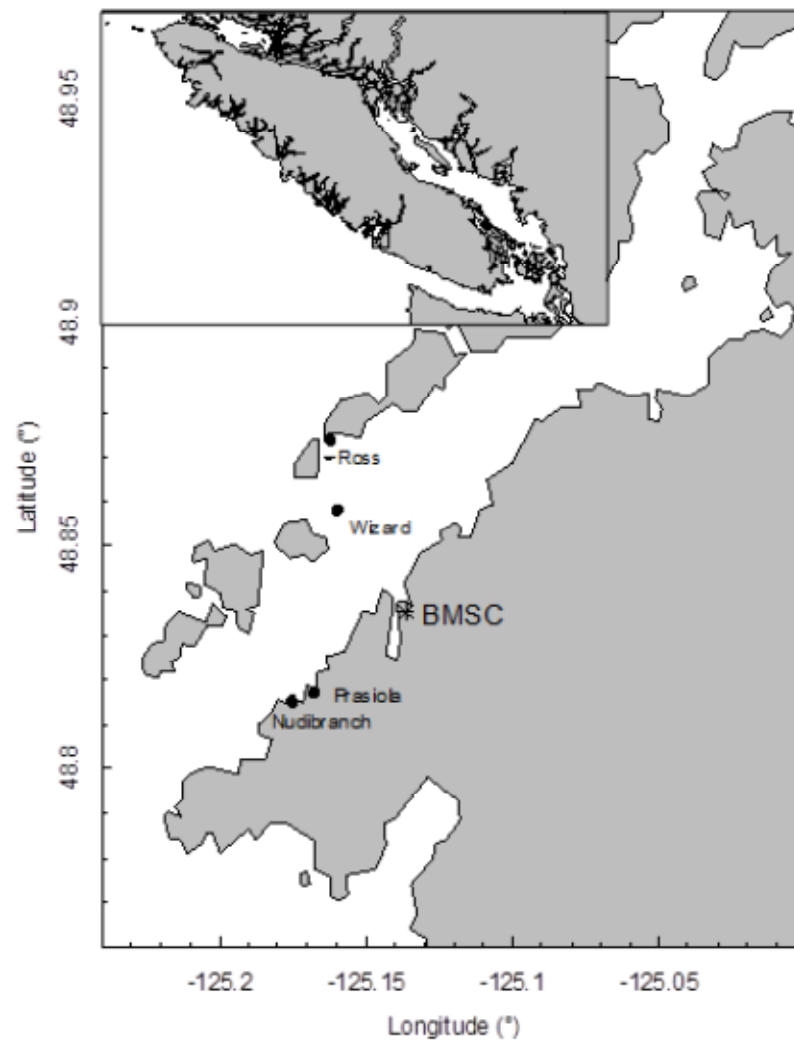 48.95
48.9
48.85
48.8
Latitude (°)
Ross
Wizard
BMSC
Prasiola
Nudibranch
-125.2
-125.15
-125.1
-125.05
Longitude (°)